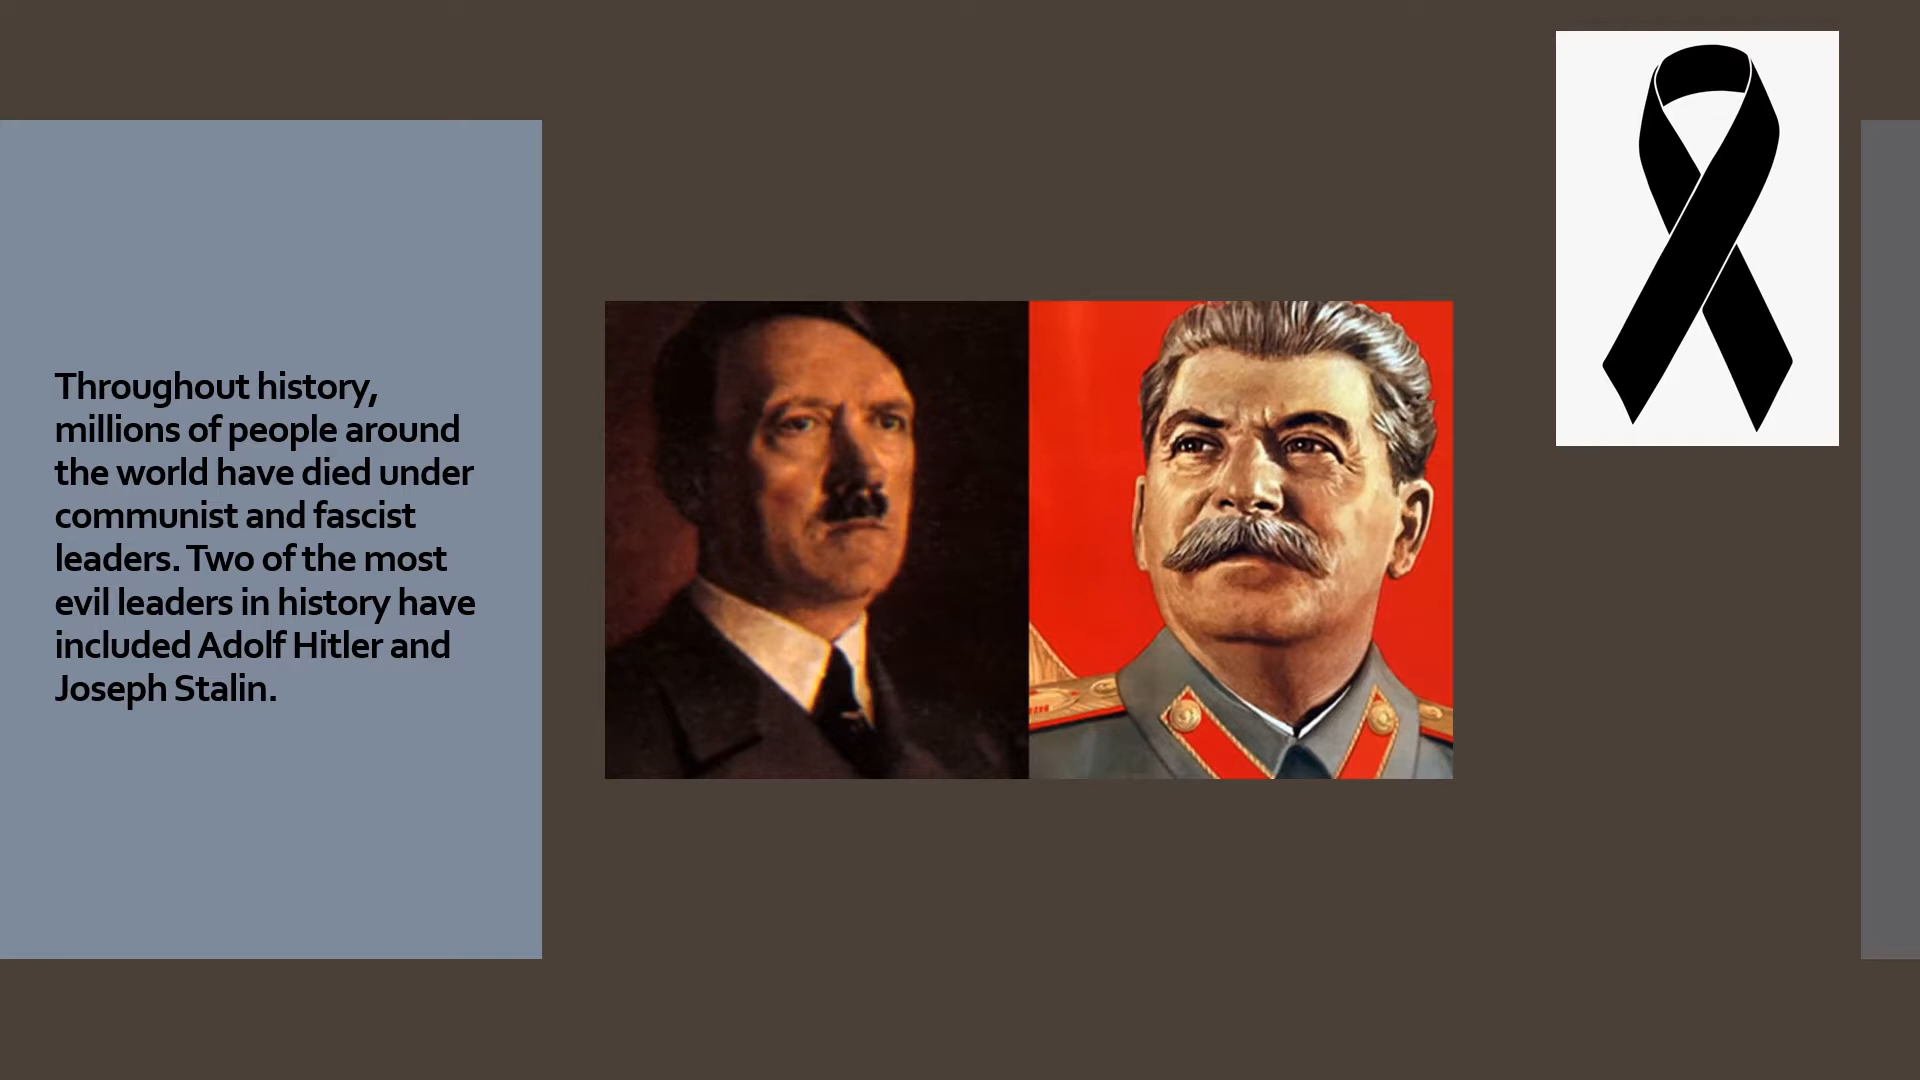 Throughout history,
millions of people around
the world have died under
communist and fascist
leaders. Two of the most
evil leaders in history have
included Adolf Hitler and
Joseph Stalin.